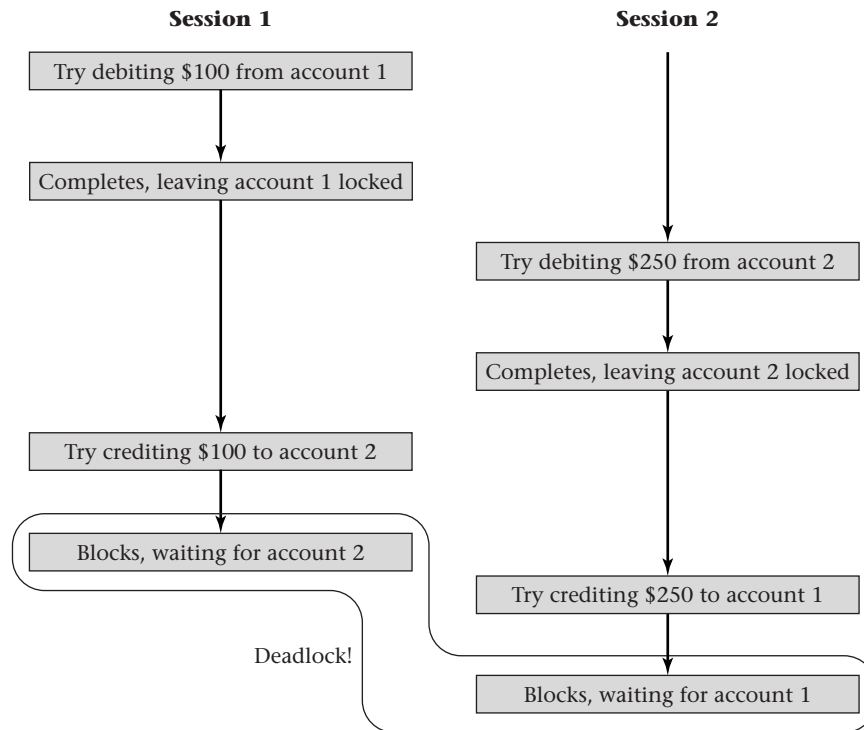 Session 1
Session 2
Try debiting $100 from account 1
Completes, leaving account 1 locked
Try debiting $250 from account 2
Completes, leaving account 2 locked
Try crediting $100 to account 2
Blocks, waiting for account 2
Try crediting $250 to account 1
Deadlock!
Blocks, waiting for account 1